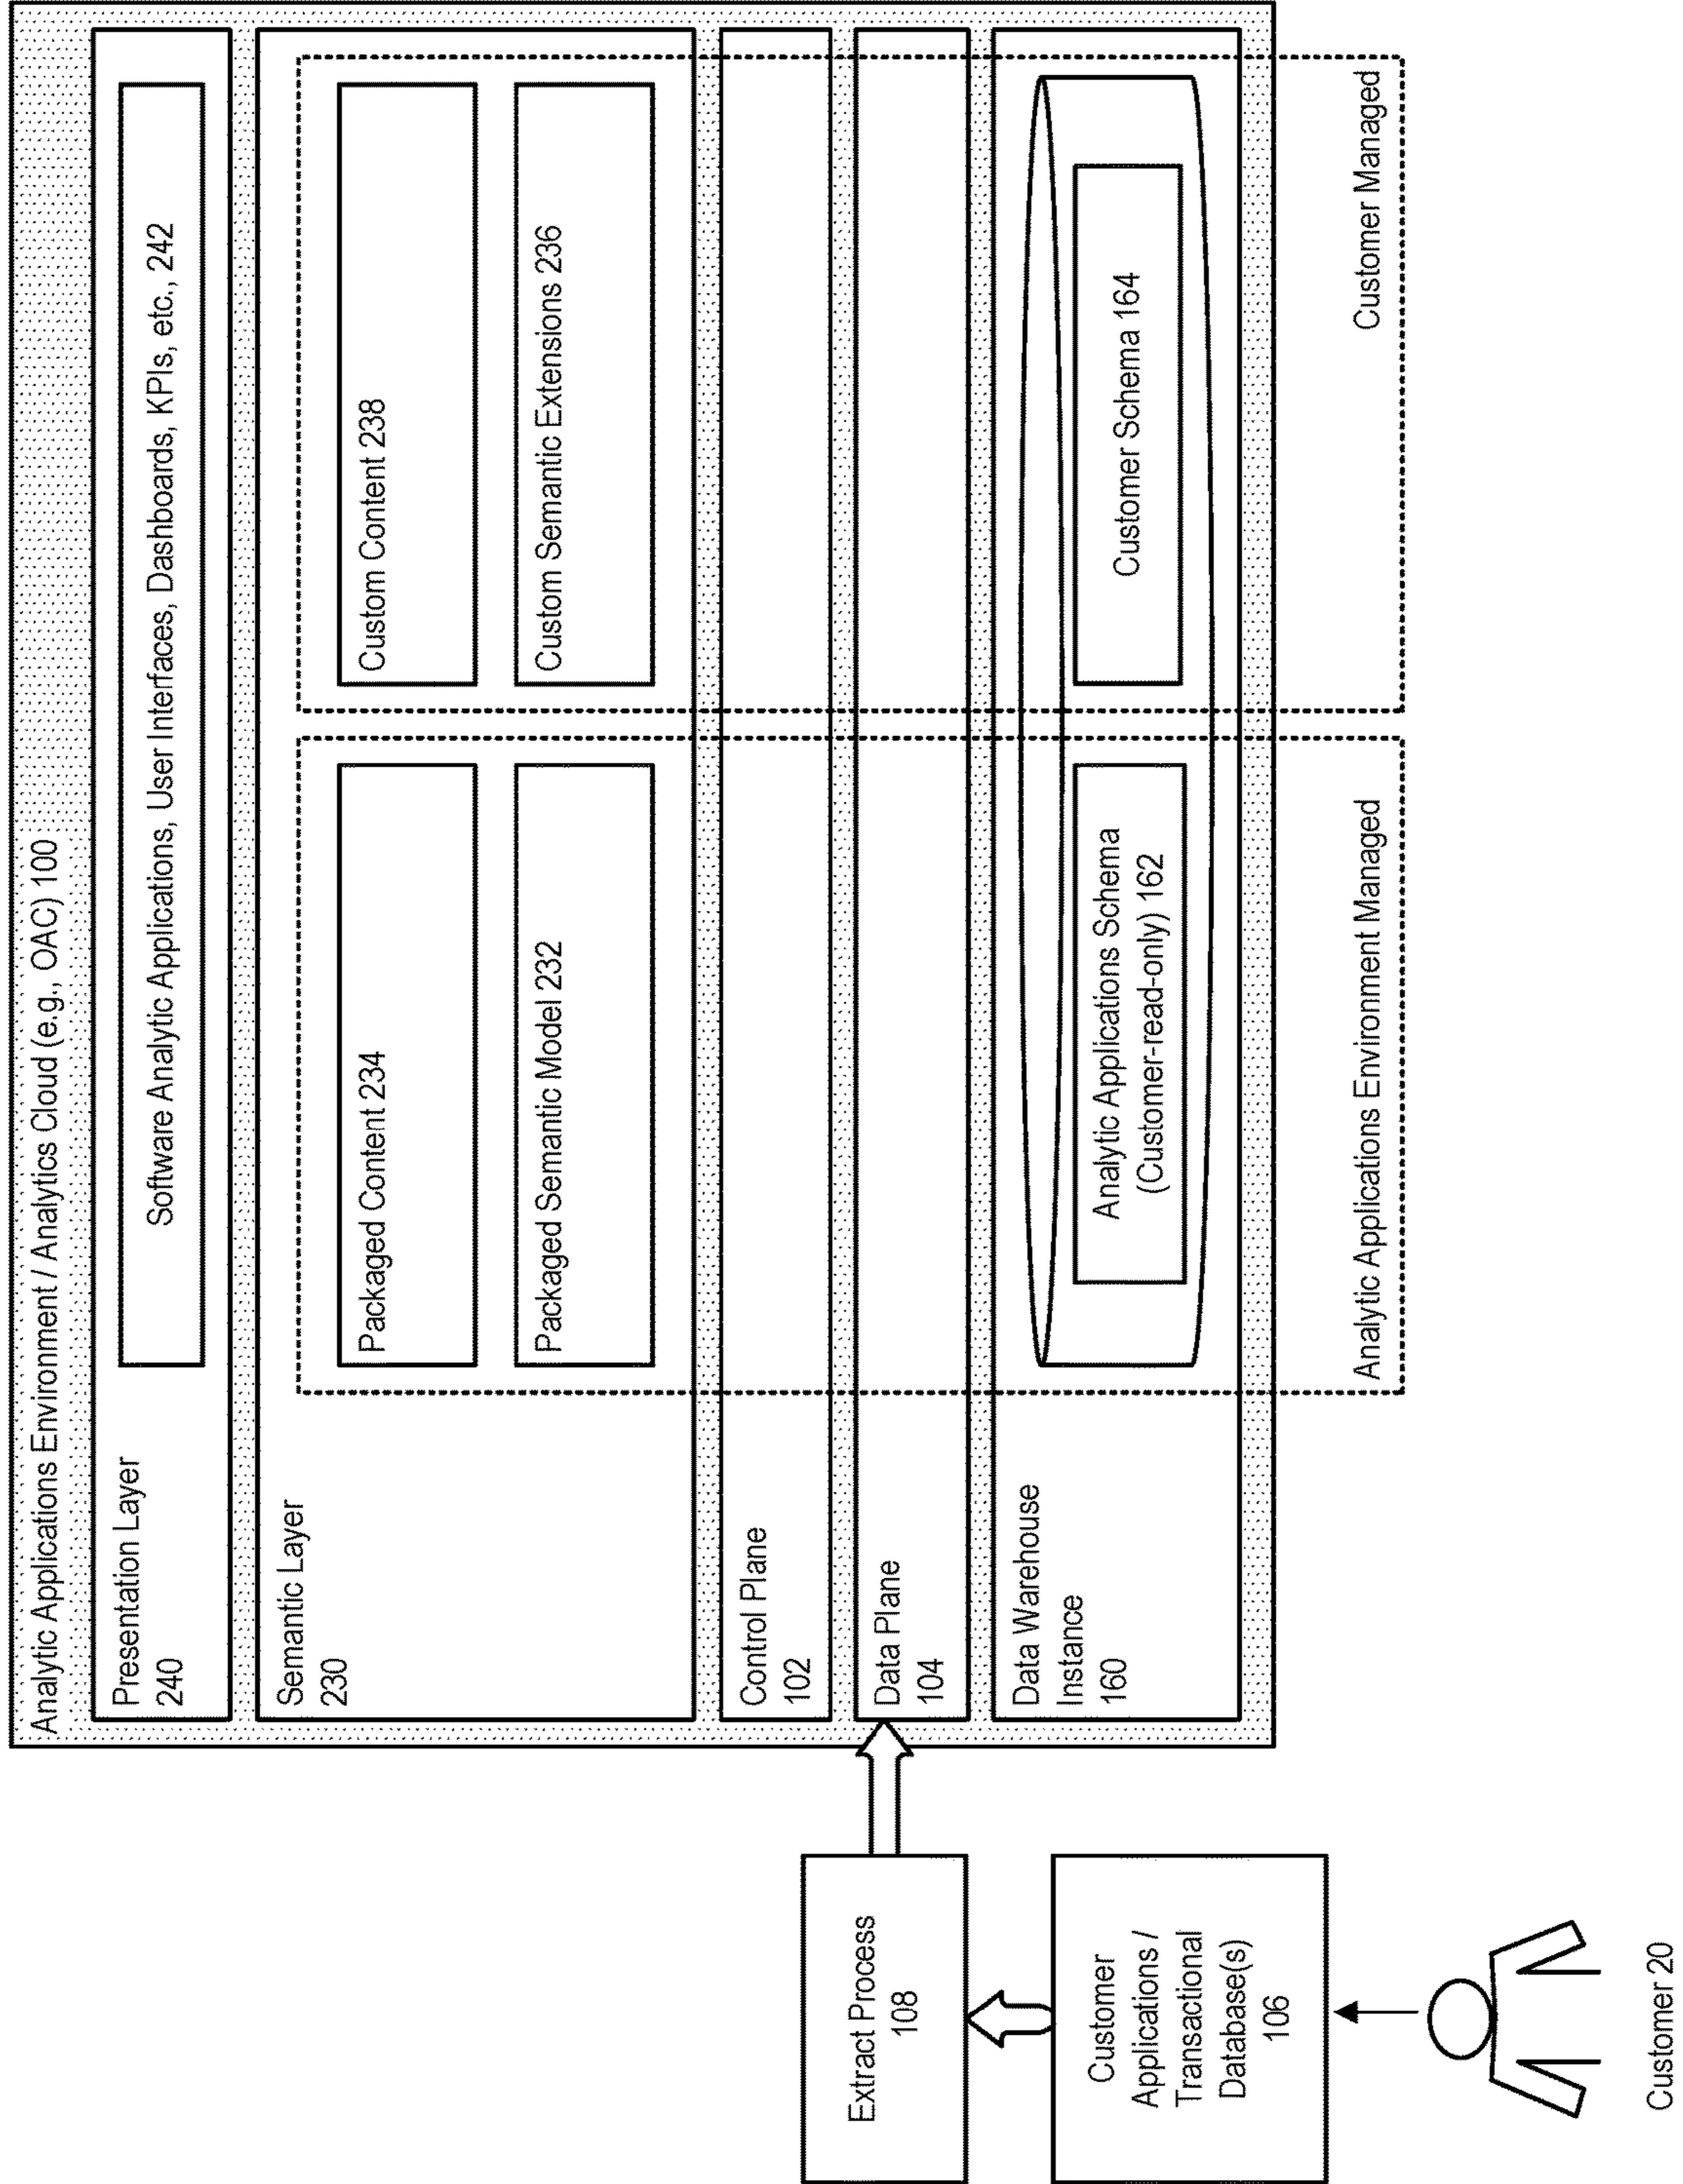 Analytic Applications Environment / Analytics Cloud (e.g., OAC) 100
Presentation Layer
240
Software Analytic Applications, User Interfaces, Dashboards, KPIs, etc., 242
Semantic Layer
230
Packaged Content 234
Custom Content 238
Packaged Semantic Model 232
Custom Semantic Extensions 236
Control Plane
102
Data Plane
104
Data Warehouse
Instance
160
Analytic Applications Schema
(Customer-read-only) 162
Customer Schema 164
Analytic Applications Environment Managed
Customer Managed
Extract Process
108
Customer
Applications /
Transactional
Database(s)
106
Customer 20